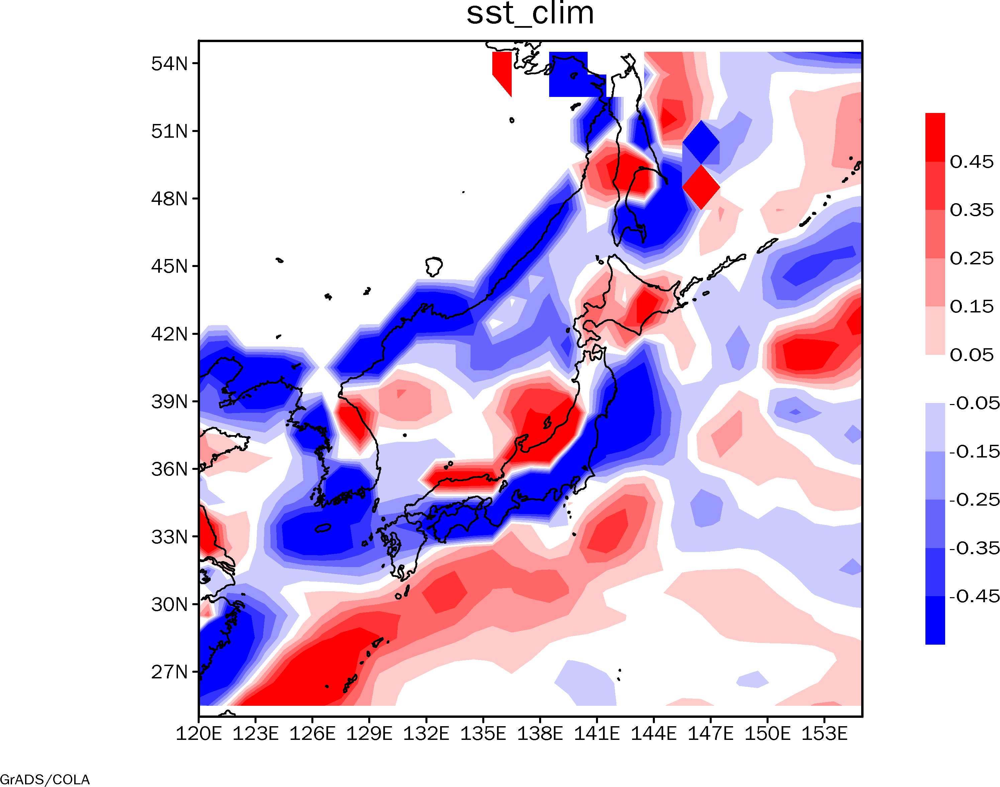 sst_clim
54N
51N
48N
45N
42N
39N
36N
33N
30N
27N
120E 123E 126E 129E 132E 135E 138E 141E 144E 147E 150E 153E
0.45
0.35
0.25
0.15
0.05
-0.05
-0.15
-0.25
-0.35
-0.45
GrADS/COLA